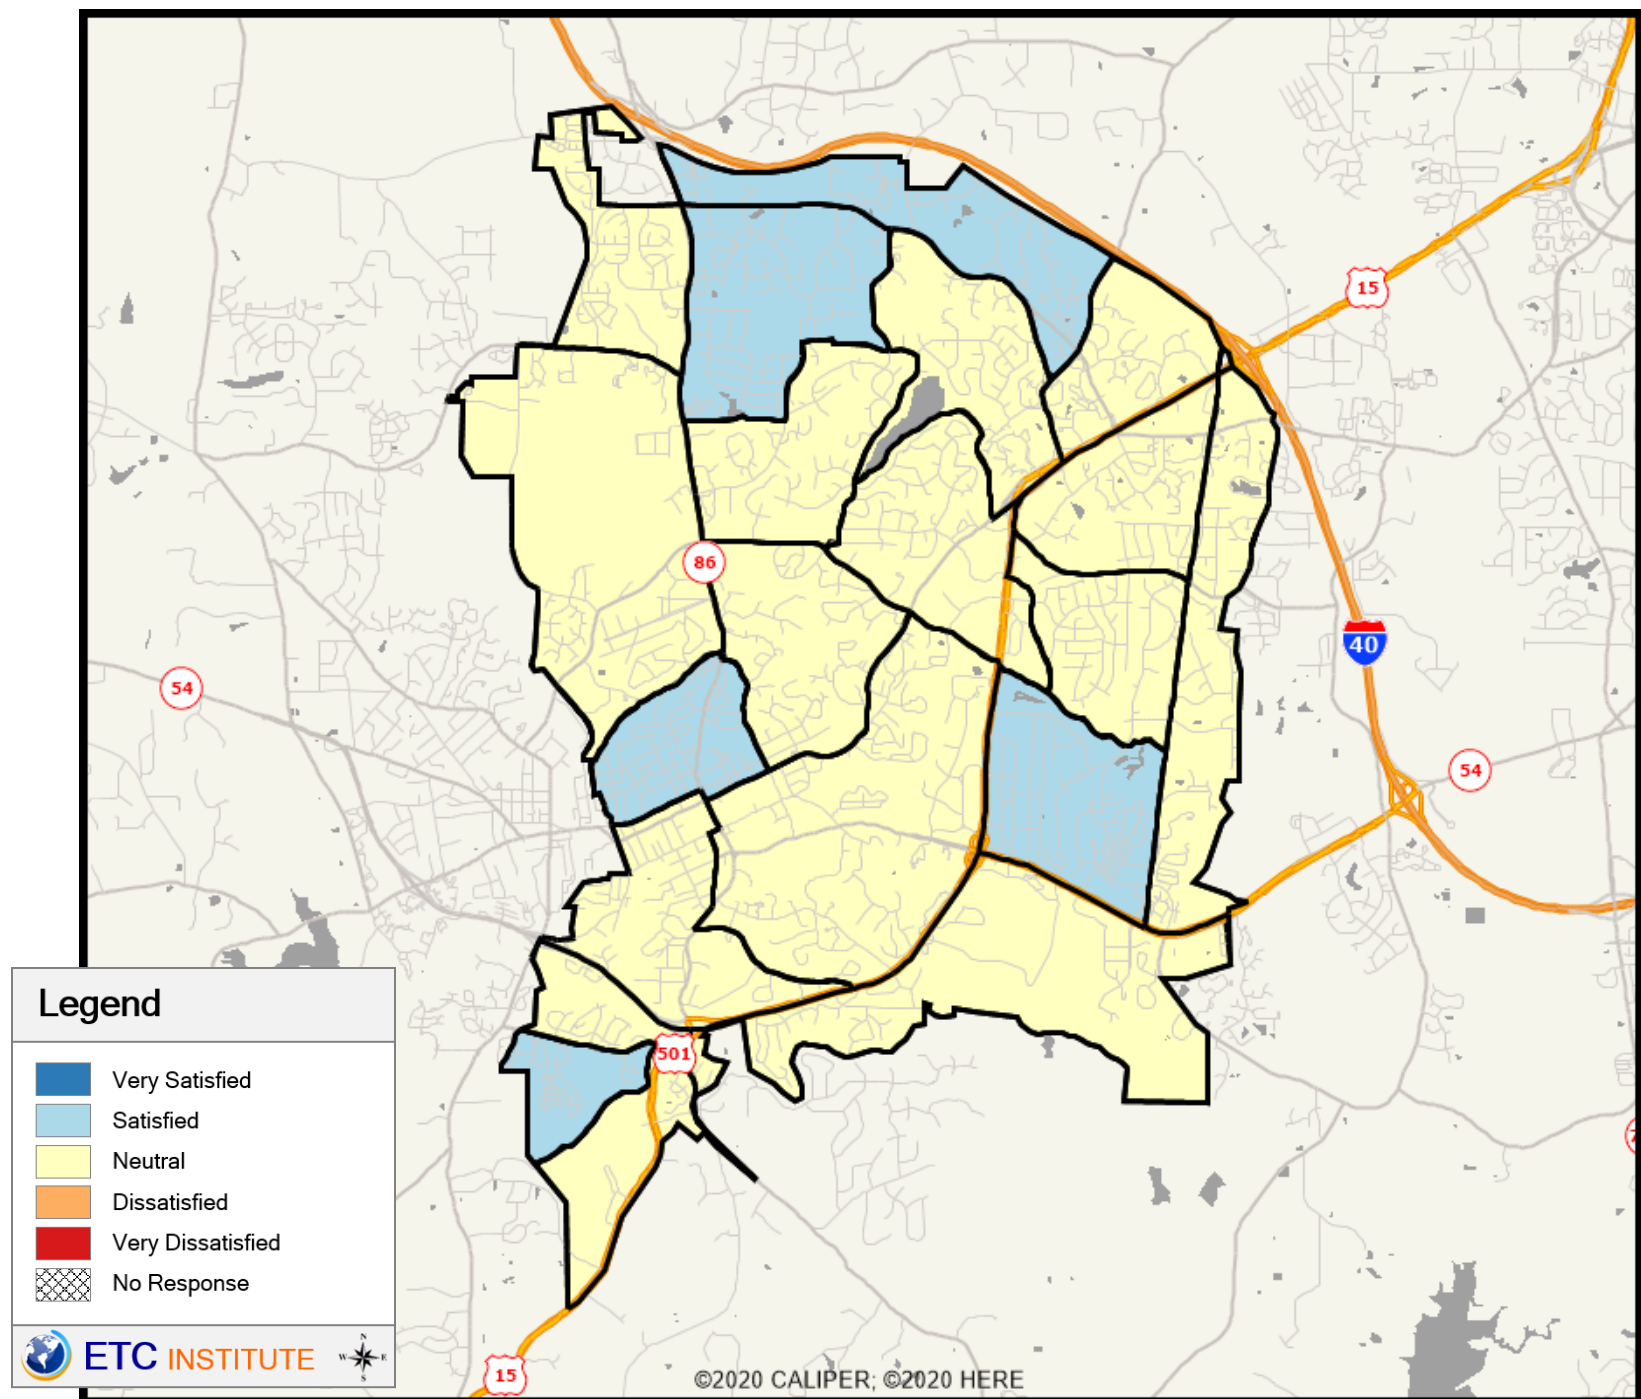 15
86
40
54
54
501
15
Legend
Very Satisfied
Satisfied
Neutral
Dissatisfied
Very Dissatisfied
No Response
ETC INSTITUTE
N
W
E
S
©2020 CALIPER; ©2020 HERE